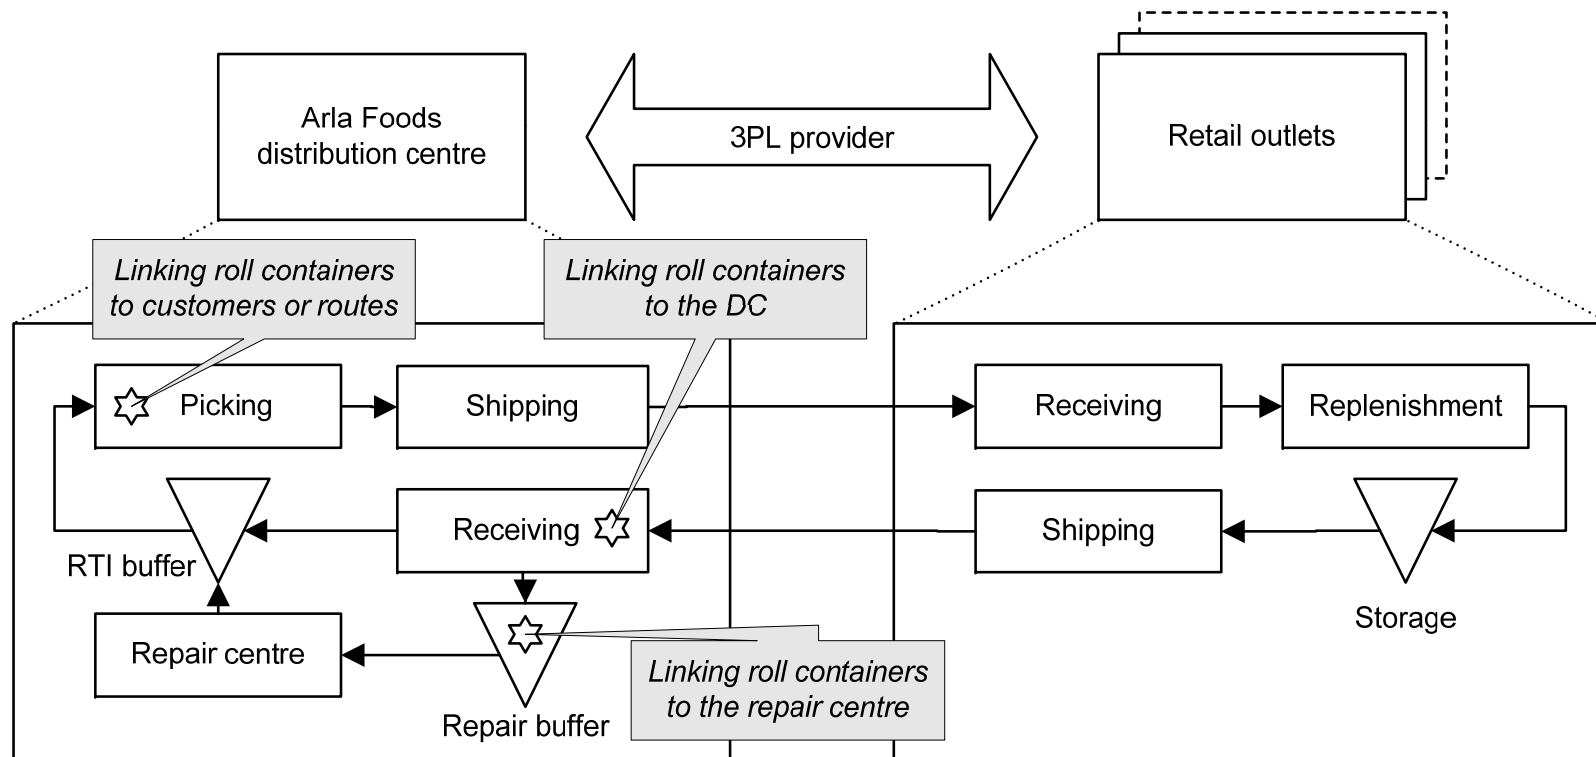 Arla Foods
distribution centre
3PL provider
Retail outlets
Linking roll containers
to customers or routes
Linking roll containers
to the DC
Picking
Shipping
Receiving
Replenishment
Receiving
Shipping
RTI buffer
Storage
Repair centre
Linking roll containers
to the repair centre
Repair buffer